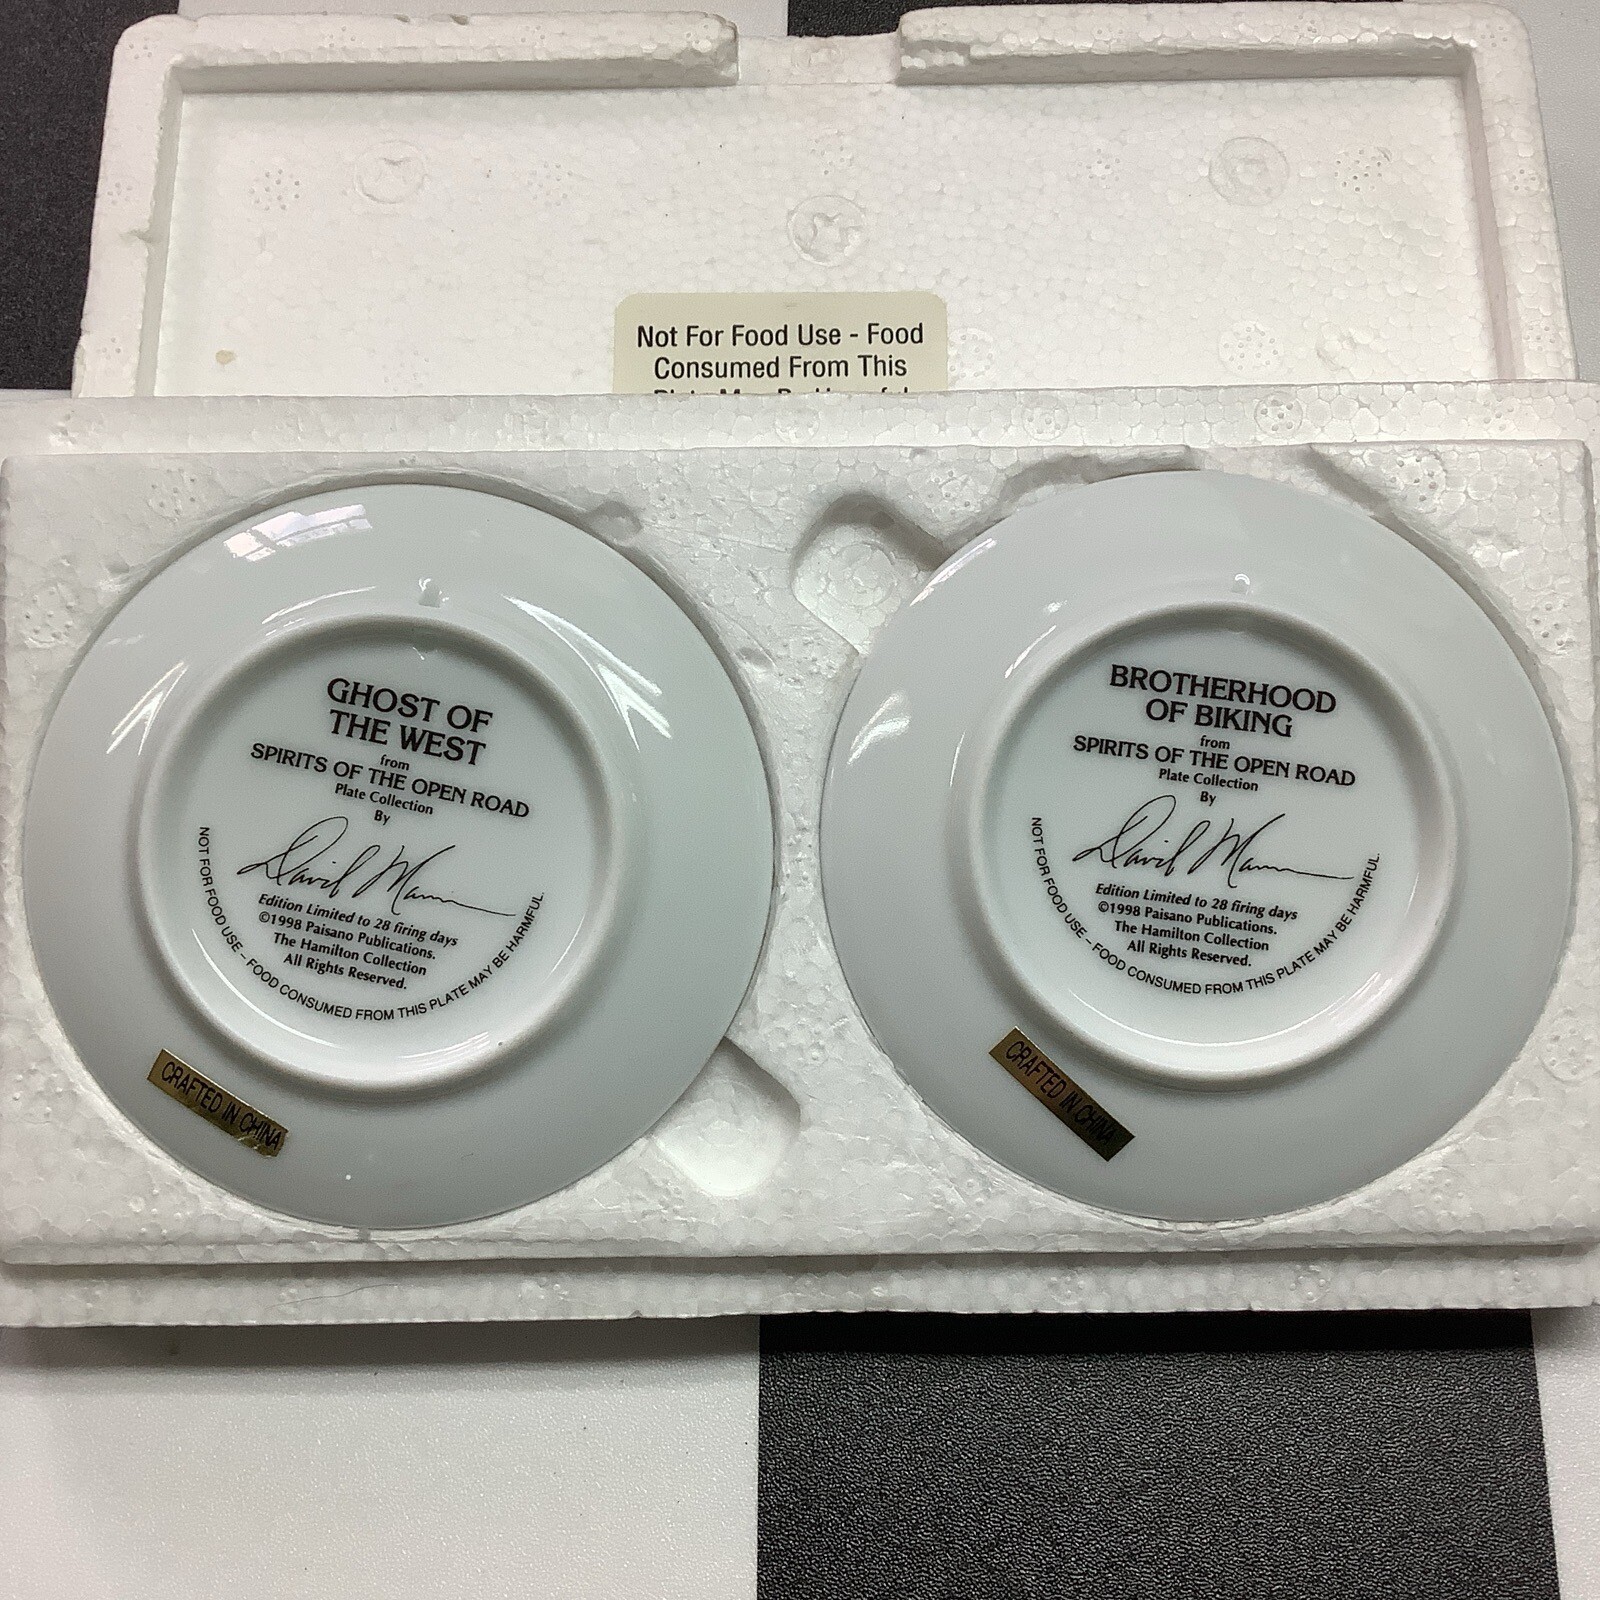 Not For Food Use - Food
Consumed From This
GHOST OF
THE WEST
from
SPIRITS OF THE OPEN ROAD
Plate Collection
By
David Mann
Edition Limited to 28 firing days
©1998 Paisano Publications.
The Hamilton Collection
All Rights Reserved.
NOT FOR FOOD USE - FOOD CONSUMED FROM THIS PLATE MAY BE HARMFUL.
CRAFTED IN CHINA
BROTHERHOOD
OF BIKING
from
SPIRITS OF THE OPEN ROAD
Plate Collection
By
David Mann
Edition Limited to 28 firing days
©1998 Paisano Publications.
The Hamilton Collection
All Rights Reserved.
NOT FOR FOOD USE - FOOD CONSUMED FROM THIS PLATE MAY BE HARMFUL.
CRAFTED IN CHINA